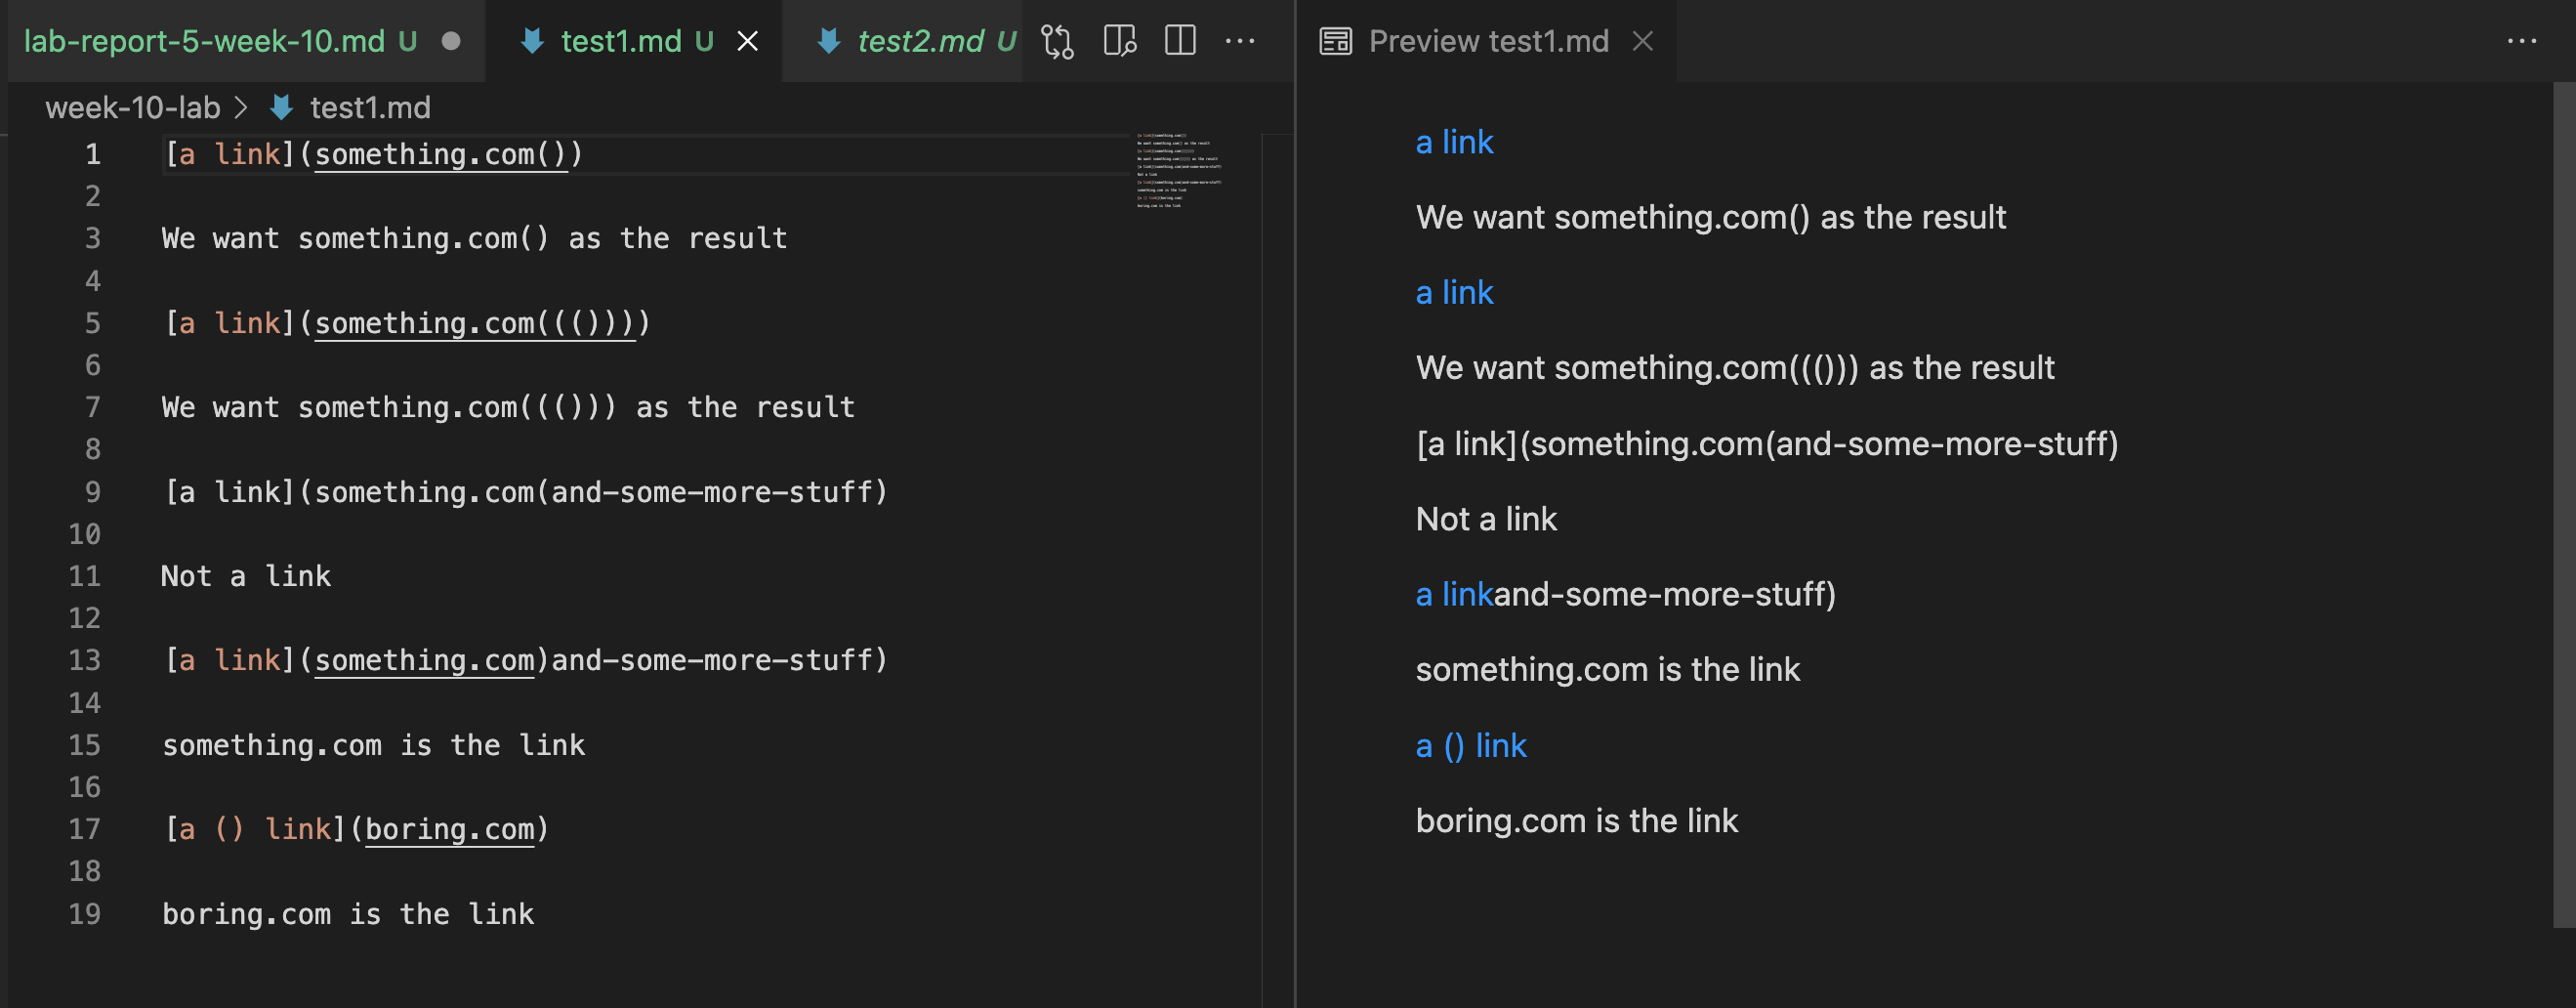 lab-report-5-week-10.md U
test1.md U
test2.md U
Preview test1.md
week-10-lab > test1.md
1 [a link](something.com())
2
3 We want something.com() as the result
4
5 [a link](something.com((())))
6
7 We want something.com((())) as the result
8
9 [a link](something.com(and-some-more-stuff)
10
11 Not a link
12
13 [a link](something.com)and-some-more-stuff)
14
15 something.com is the link
16
17 [a () link](boring.com)
18
19 boring.com is the link
a link
We want something.com() as the result
a link
We want something.com((())) as the result
[a link](something.com(and-some-more-stuff)
Not a link
a linkand-some-more-stuff)
something.com is the link
a () link
boring.com is the link